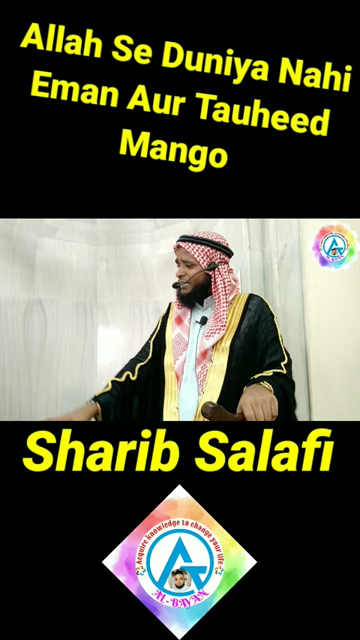 Allah Se Duniya Nahi
Eman Aur Tauheed
Mango
Sharib Salafi
Acquire knowledge to change your life
AL-BAYAN